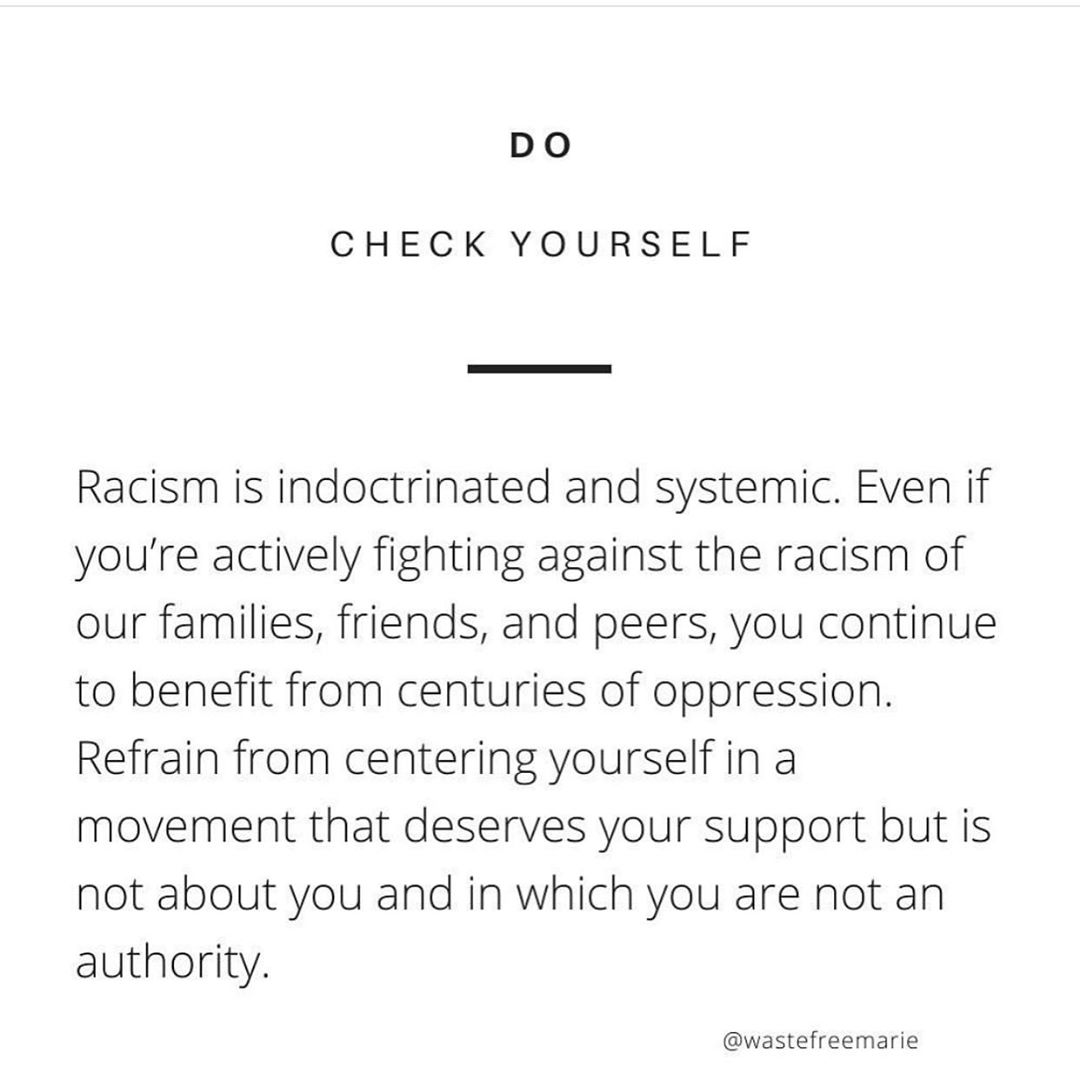 DO
CHECK YOURSELF
Racism is indoctrinated and systemic. Even if
you’re actively fighting against the racism of
our families, friends, and peers, you continue
to benefit from centuries of oppression.
Refrain from centering yourself in a
movement that deserves your support but is
not about you and in which you are not an
authority.
@wastefreemarie